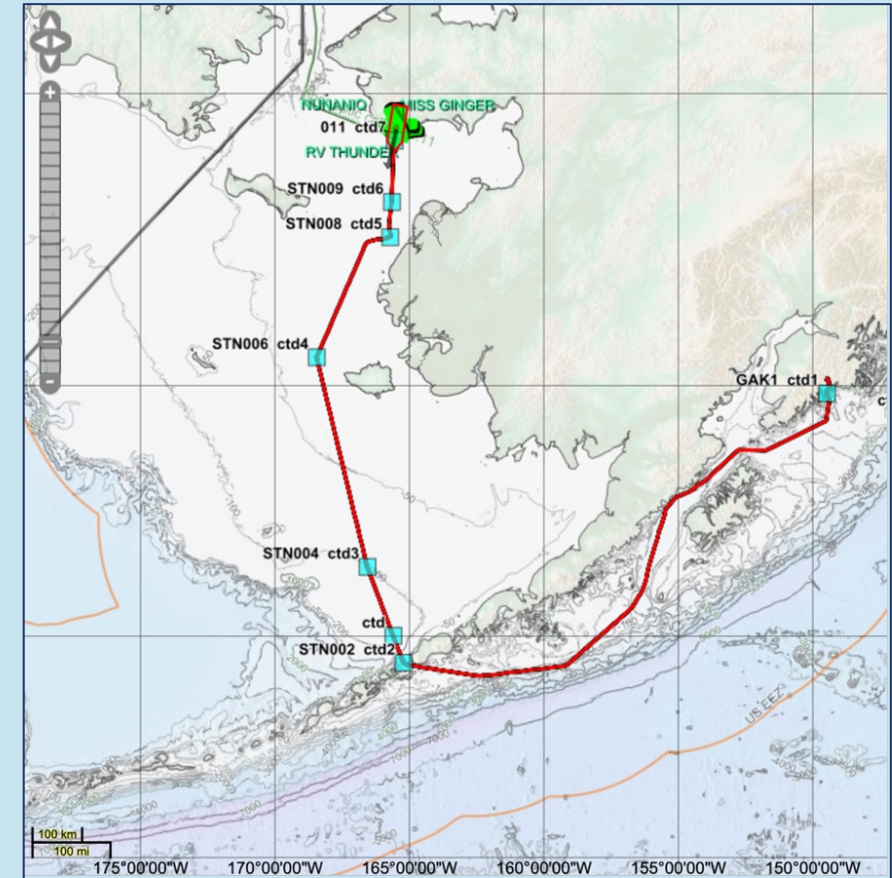 NUNANIQ MISS GINGER
011 ctd7
RV THUNDE
STN009 ctd6
STN008 ctd5
STN006 ctd4
GAK1 ctd1
c
STN004 ctd3
ctd
STN002 ctd2
US EEZ
100 km
100 mi
175°00'00"W 170°00'00"W 165°00'00"W 160°00'00"W 155°00'00"W 150°00'00"W